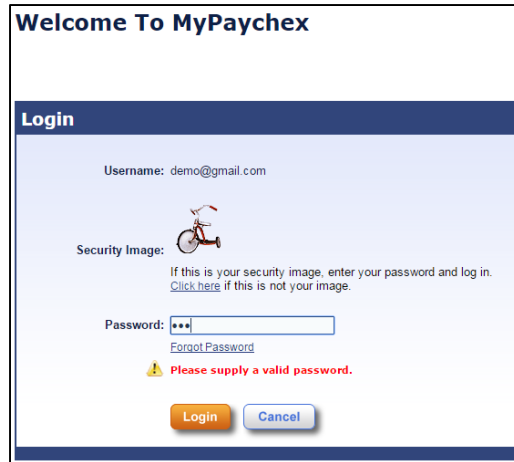 Welcome To MyPaychex
Login
Username: demo@gmail.com
Security Image:
If this is your security image, enter your password and log in.
Click here if this is not your image.
Password: •••
Forgot Password
Please supply a valid password.
Login Cancel